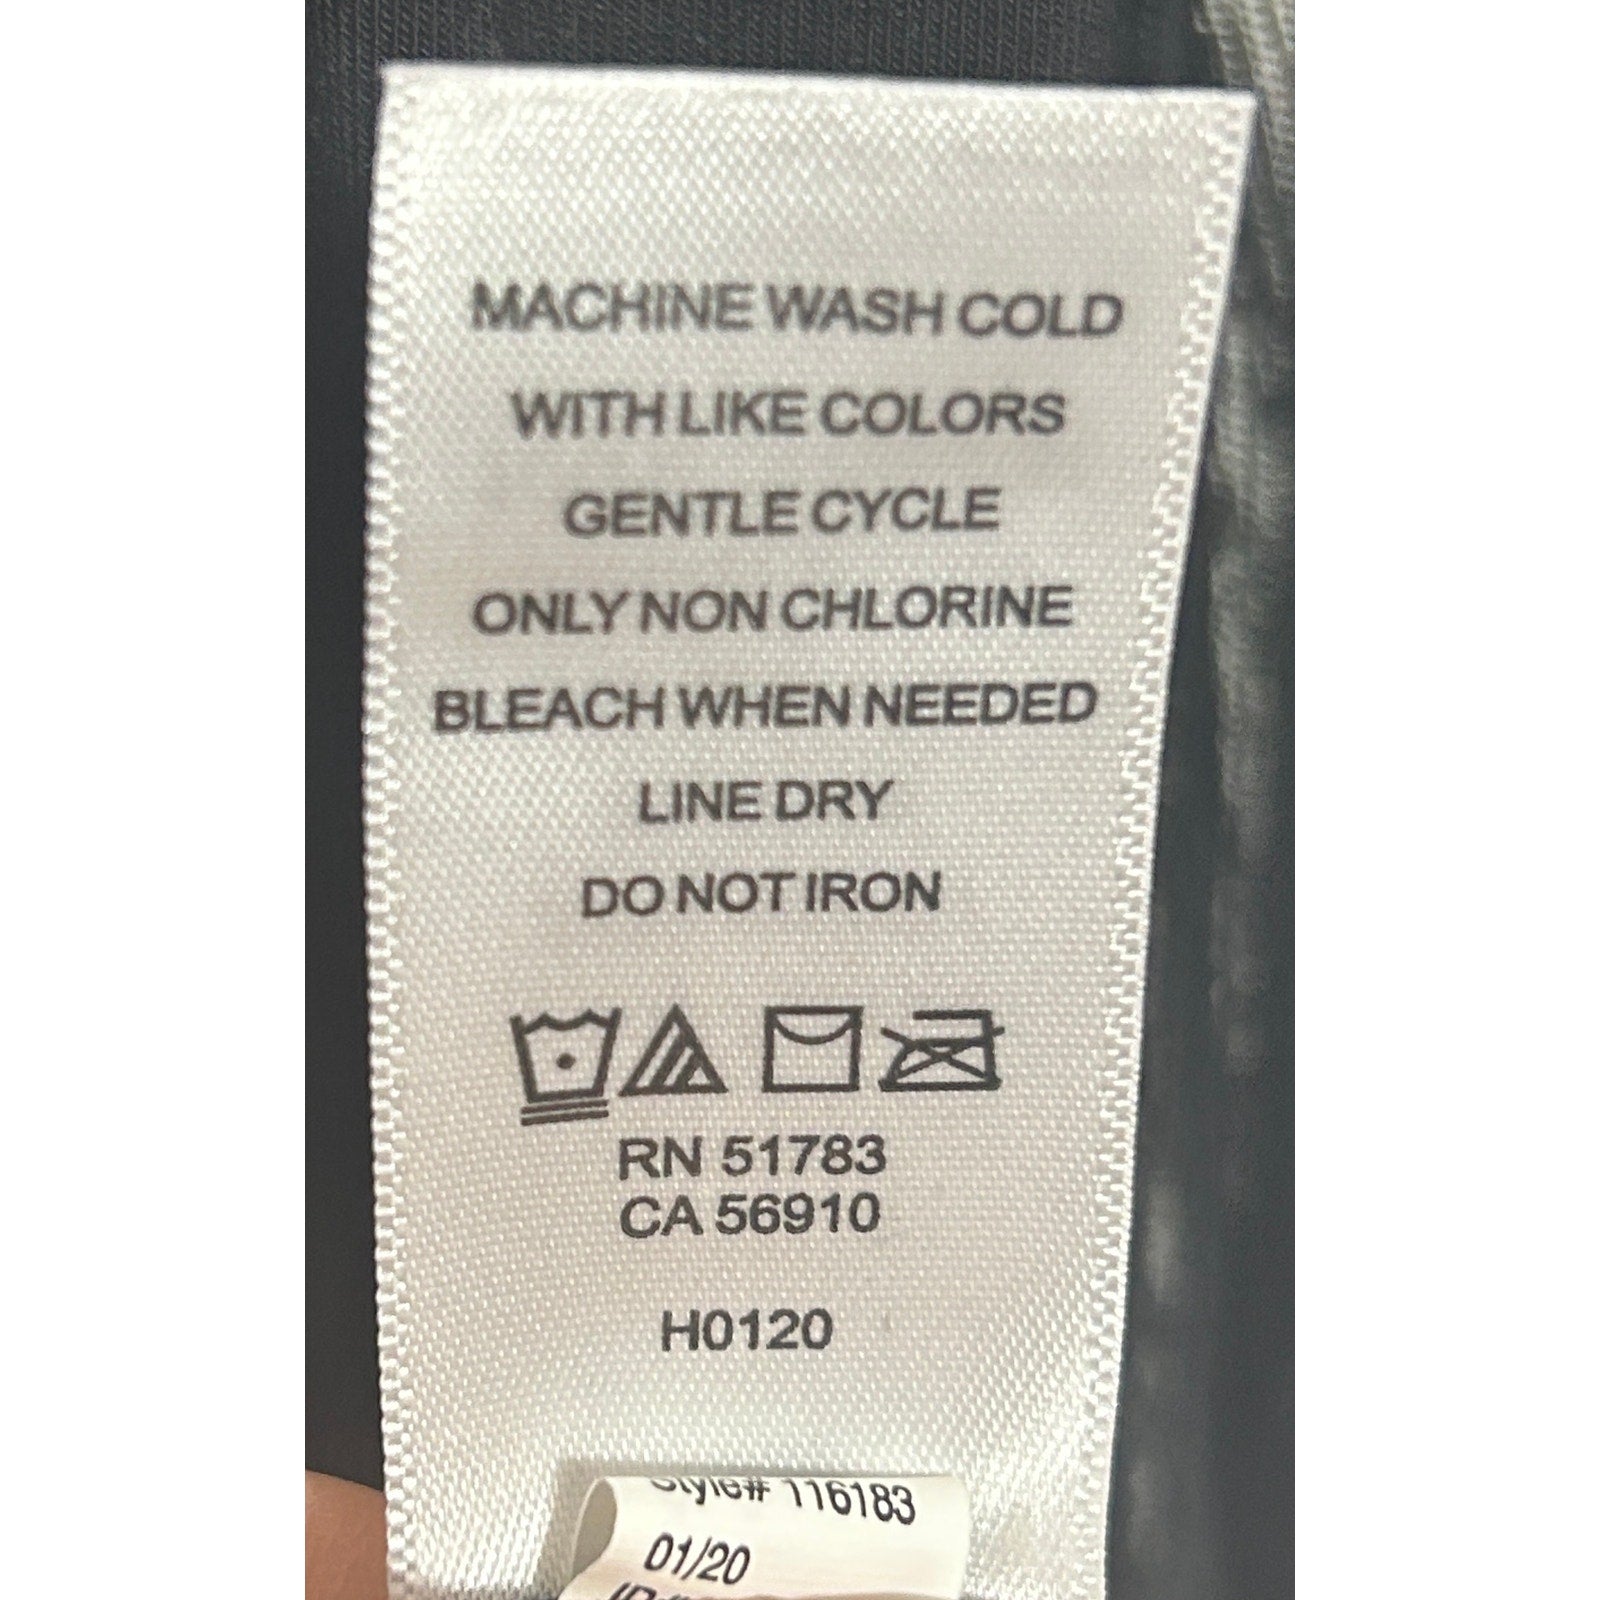 MACHINE WASH COLD
WITH LIKE COLORS
GENTLE CYCLE
ONLY NON CHLORINE
BLEACH WHEN NEEDED
LINE DRY
DO NOT IRON
RN 51783
CA 56910
H0120
Style# 116183
01/20